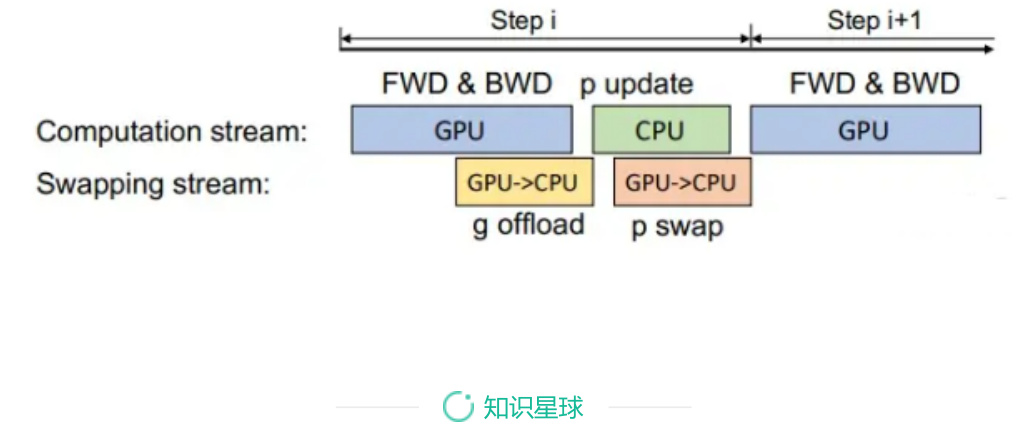 Step i Step i+1
FWD & BWD p update FWD & BWD
Computation stream: GPU CPU GPU
Swapping stream: GPU->CPU GPU->CPU
g offload p swap
知识星球